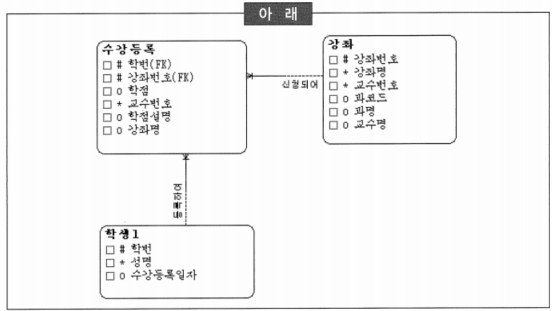 아 래
수강등록
# 학번(FK)
# 강좌번호(FK)
o 학점
* 교수번호
o 학점설명
o 강좌명
강좌
# 강좌번호
* 강좌명
* 교수번호
o 과코드
o 과명
o 교수명
신청되어
등록하여
학생1
# 학번
* 성명
o 수강등록일자